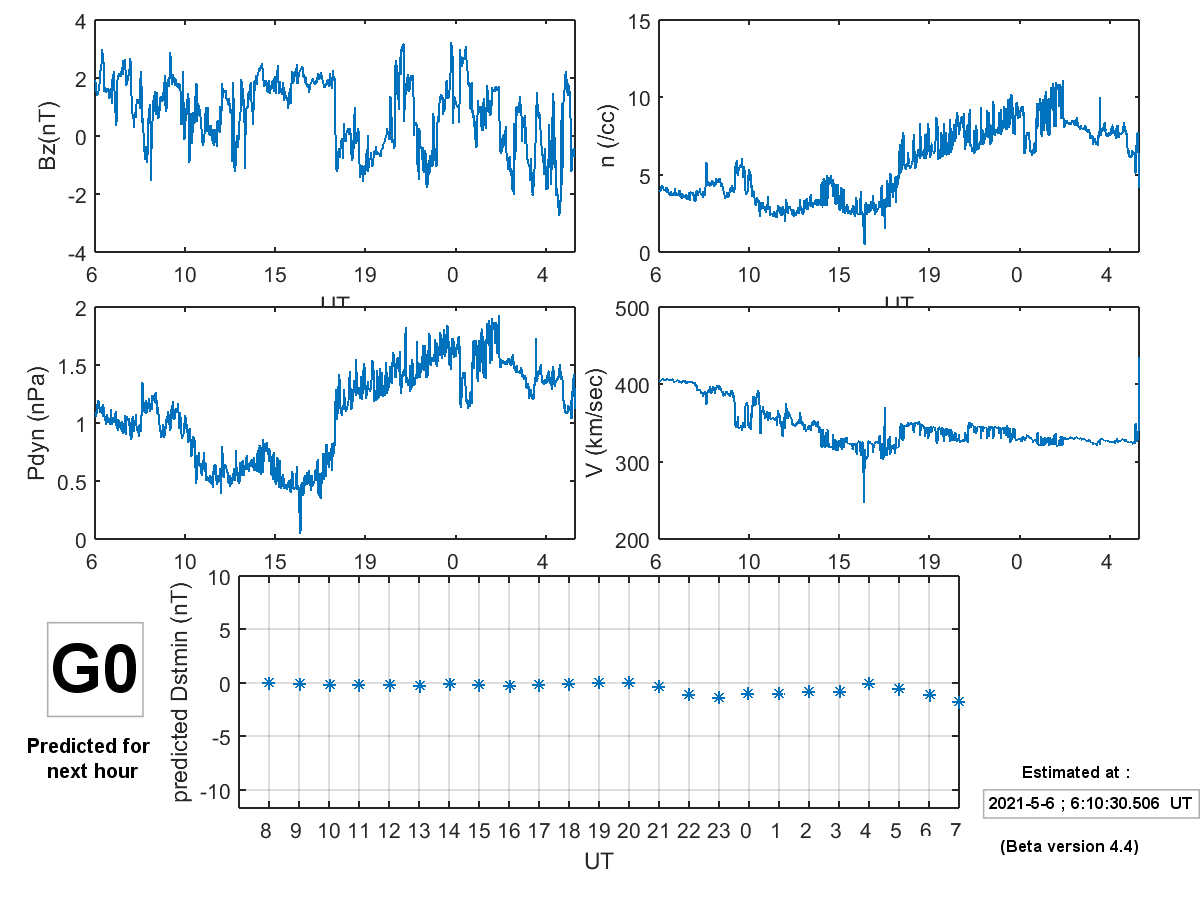 4
2
0
-2
-4
Bz(nT)
6 10 15 19 0 4
UT
15
10
5
0
n (/cc)
6 10 15 19 0 4
UT
2
1.5
1
0.5
0
Pdyn (nPa)
6 10 15 19 0 4
500
400
300
200
V (km/sec)
6 10 15 19 0 4
10
5
0
-5
-10
predicted Dstmin (nT)
8 9 10 11 12 13 14 15 16 17 18 19 20 21 22 23 0 1 2 3 4 5 6 7
UT
G0
Predicted for
next hour
Estimated at :
2021-5-6 ; 6:10:30.506 UT
(Beta version 4.4)